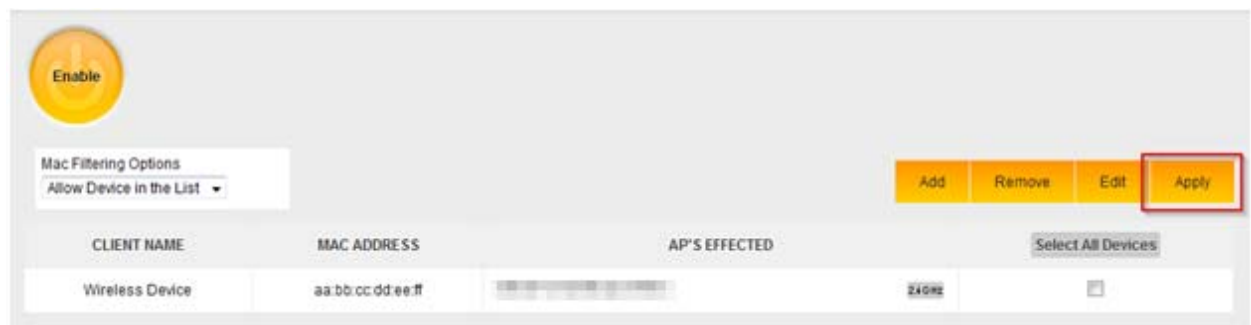 Enable
Mac Filtering Options
Allow Device in the List
Add Remove Edit Apply
CLIENT NAME MAC ADDRESS AP'S EFFECTED Select All Devices
Wireless Device aa:bb:cc:dd:ee:ff 2.4GHZ